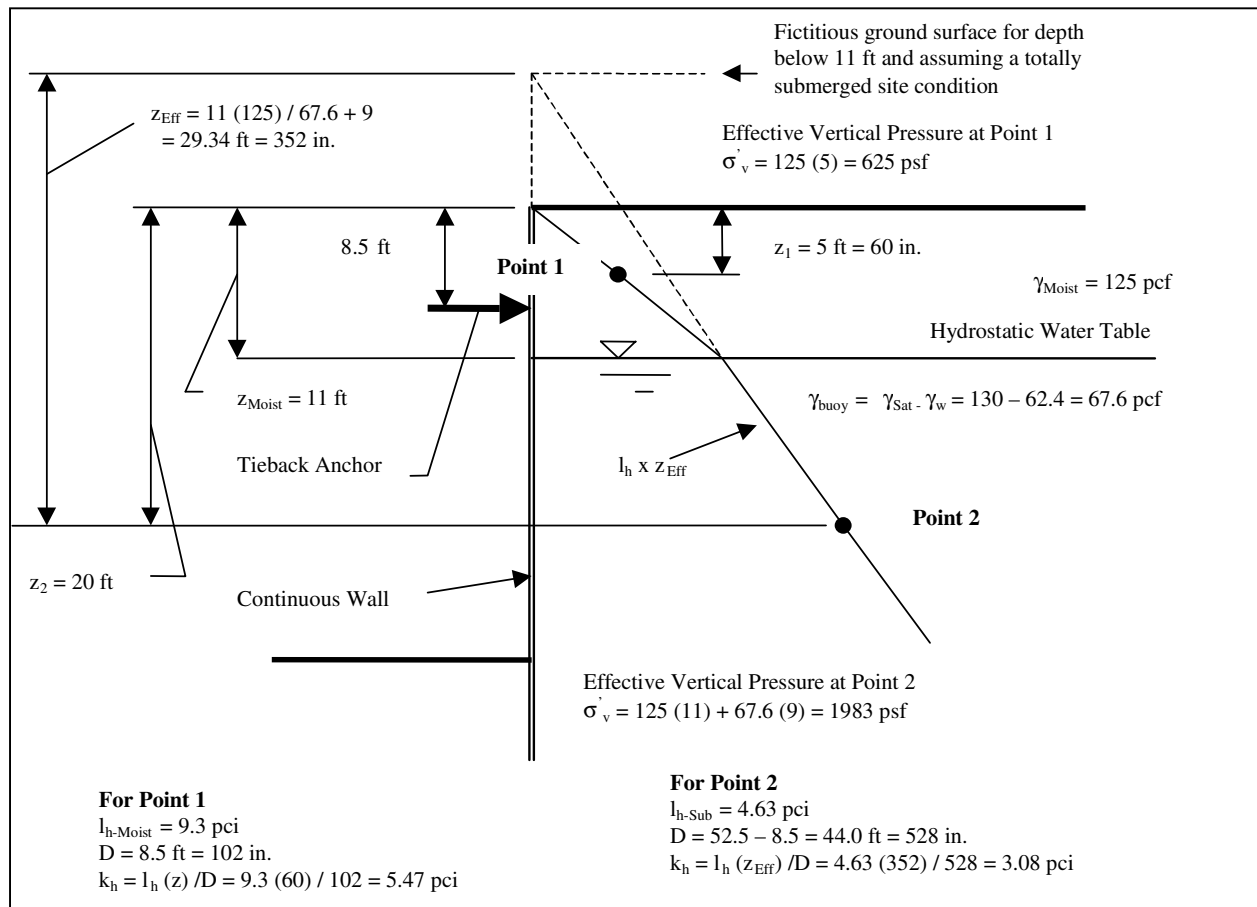 Fictitious ground surface for depth
below 11 ft and assuming a totally
submerged site condition
z_Eff = 11 (125) / 67.6 + 9
= 29.34 ft = 352 in.
Effective Vertical Pressure at Point 1
σ'_v = 125 (5) = 625 psf
8.5 ft
Point 1
z_1 = 5 ft = 60 in.
γ_Moist = 125 pcf
Hydrostatic Water Table
z_Moist = 11 ft
γ_buoy = γ_Sat - γ_w = 130 – 62.4 = 67.6 pcf
Tieback Anchor
l_h x z_Eff
Point 2
z_2 = 20 ft
Continuous Wall
Effective Vertical Pressure at Point 2
σ'_v = 125 (11) + 67.6 (9) = 1983 psf
For Point 1
l_h-Moist = 9.3 pci
D = 8.5 ft = 102 in.
k_h = l_h (z) /D = 9.3 (60) / 102 = 5.47 pci
For Point 2
l_h-Sub = 4.63 pci
D = 52.5 – 8.5 = 44.0 ft = 528 in.
k_h = l_h (z_Eff) /D = 4.63 (352) / 528 = 3.08 pci